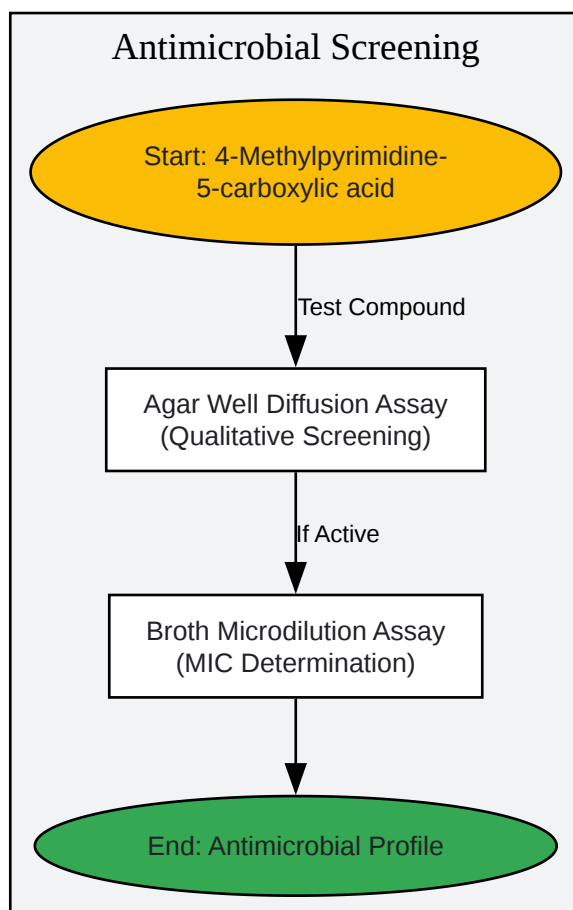 Antimicrobial Screening
Start: 4-Methylpyrimidine-
5-carboxylic acid
Test Compound
Agar Well Diffusion Assay
(Qualitative Screening)
If Active
Broth Microdilution Assay
(MIC Determination)
End: Antimicrobial Profile